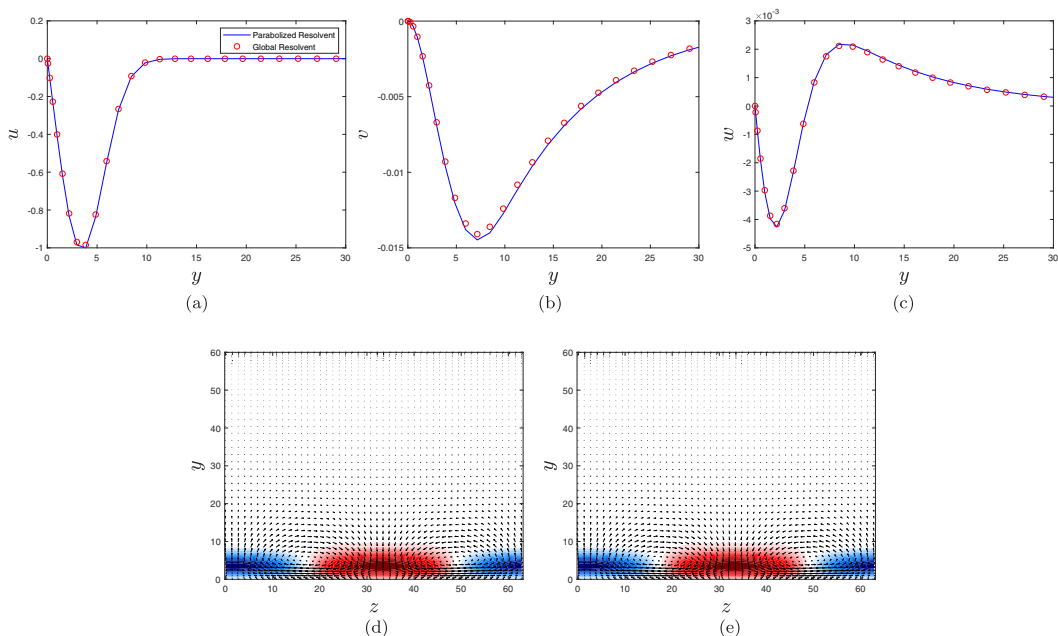 0.2
0
-0.2
-0.4
-0.6
-0.8
-1
u
0 5 10 15 20 25 30
y
Parabolized Resolvent
Global Resolvent
(a)
0
-0.005
-0.01
-0.015
v
0 5 10 15 20 25 30
y
(b)
×10⁻³
3
2
1
0
-1
-2
-3
-4
-5
w
0 5 10 15 20 25 30
y
(c)
60
50
40
30
20
10
0
y
0 10 20 30 40 50 60
z
(d)
60
50
40
30
20
10
0
y
0 10 20 30 40 50 60
z
(e)